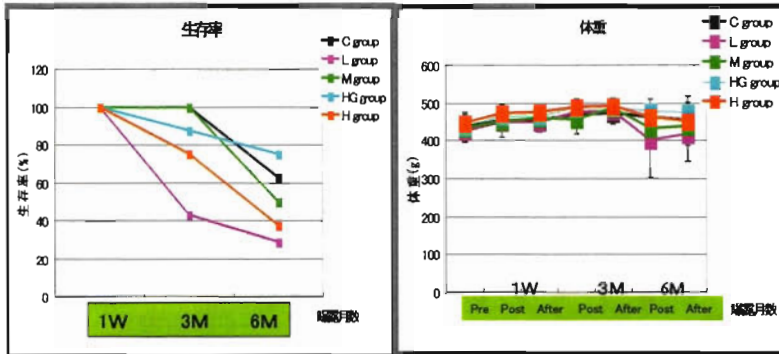 生存率
C group
L group
M group
HG group
H group
120
100
80
60
40
20
0
生存率(%)
1W 3M 6M
曝露月数
体重
C group
L group
M group
HG group
H group
600
500
400
300
200
100
0
体重(g)
1W 3M 6M
Pre Post After Post After Post After
曝露月数